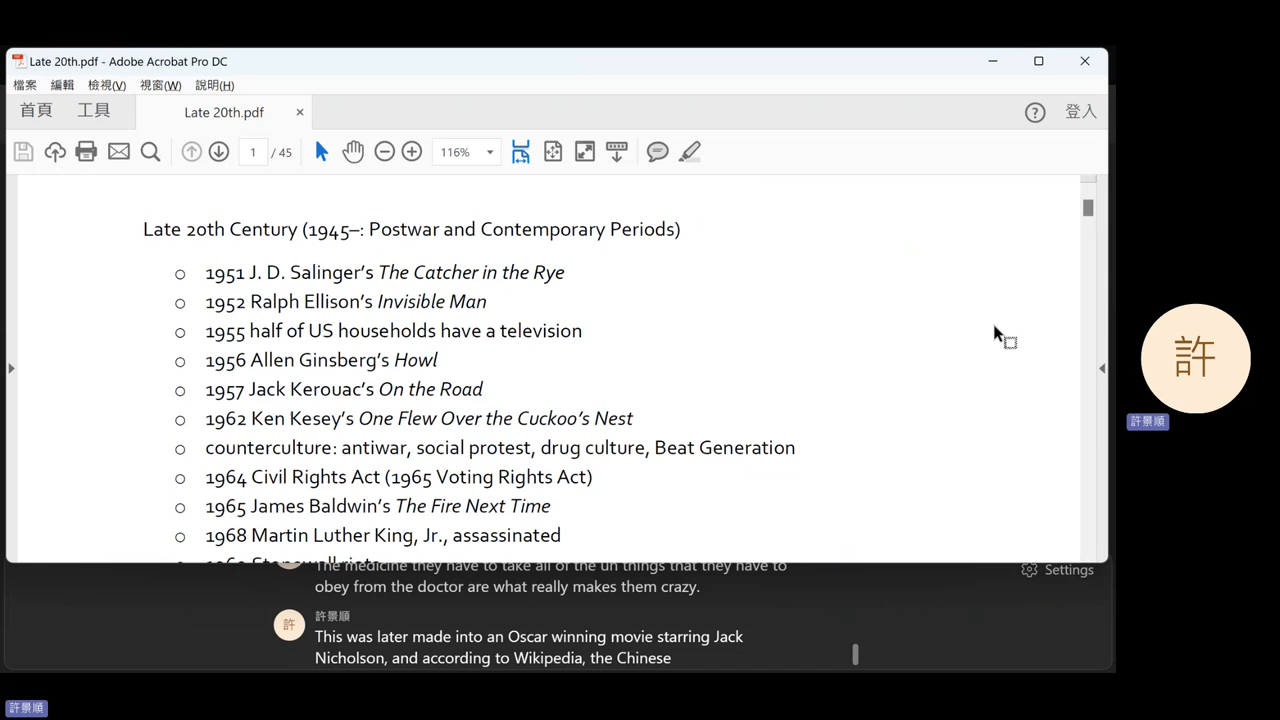 Late 20th.pdf - Adobe Acrobat Pro DC
檔案 編輯 檢視(V) 視窗(W) 說明(H)
首頁 工具 Late 20th.pdf × ? 登入
1 / 45 116%
Late 20th Century (1945–: Postwar and Contemporary Periods)
○ 1951 J. D. Salinger’s The Catcher in the Rye
○ 1952 Ralph Ellison’s Invisible Man
○ 1955 half of US households have a television
○ 1956 Allen Ginsberg’s Howl
○ 1957 Jack Kerouac’s On the Road
○ 1962 Ken Kesey’s One Flew Over the Cuckoo’s Nest
○ counterculture: antiwar, social protest, drug culture, Beat Generation
○ 1964 Civil Rights Act (1965 Voting Rights Act)
○ 1965 James Baldwin’s The Fire Next Time
○ 1968 Martin Luther King, Jr., assassinated
The medicine they have to take all of the uh things that they have to
obey from the doctor are what really makes them crazy.
Settings
許景順
許
This was later made into an Oscar winning movie starring Jack
Nicholson, and according to Wikipedia, the Chinese
許
許景順
許景順